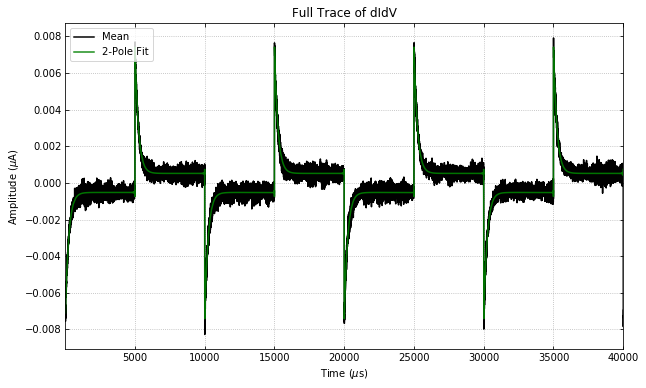 Full Trace of dIdV
Mean
2-Pole Fit
Amplitude (μA)
0.008
0.006
0.004
0.002
0.000
−0.002
−0.004
−0.006
−0.008
5000 10000 15000 20000 25000 30000 35000 40000
Time (μs)